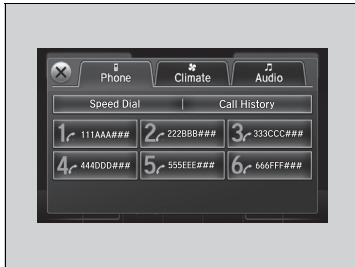 Phone Climate Audio
Speed Dial | Call History
1 111AAA### 2 222BBB### 3 333CCC###
4 444DDD### 5 555EEE### 6 666FFF###